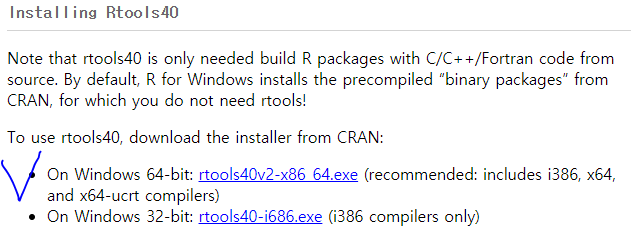 Installing Rtools40
Note that rtools40 is only needed build R packages with C/C++/Fortran code from
source. By default, R for Windows installs the precompiled “binary packages” from
CRAN, for which you do not need rtools!
To use rtools40, download the installer from CRAN:
• On Windows 64-bit: rtools40v2-x86_64.exe (recommended: includes i386, x64,
and x64-ucrt compilers)
• On Windows 32-bit: rtools40-i686.exe (i386 compilers only)